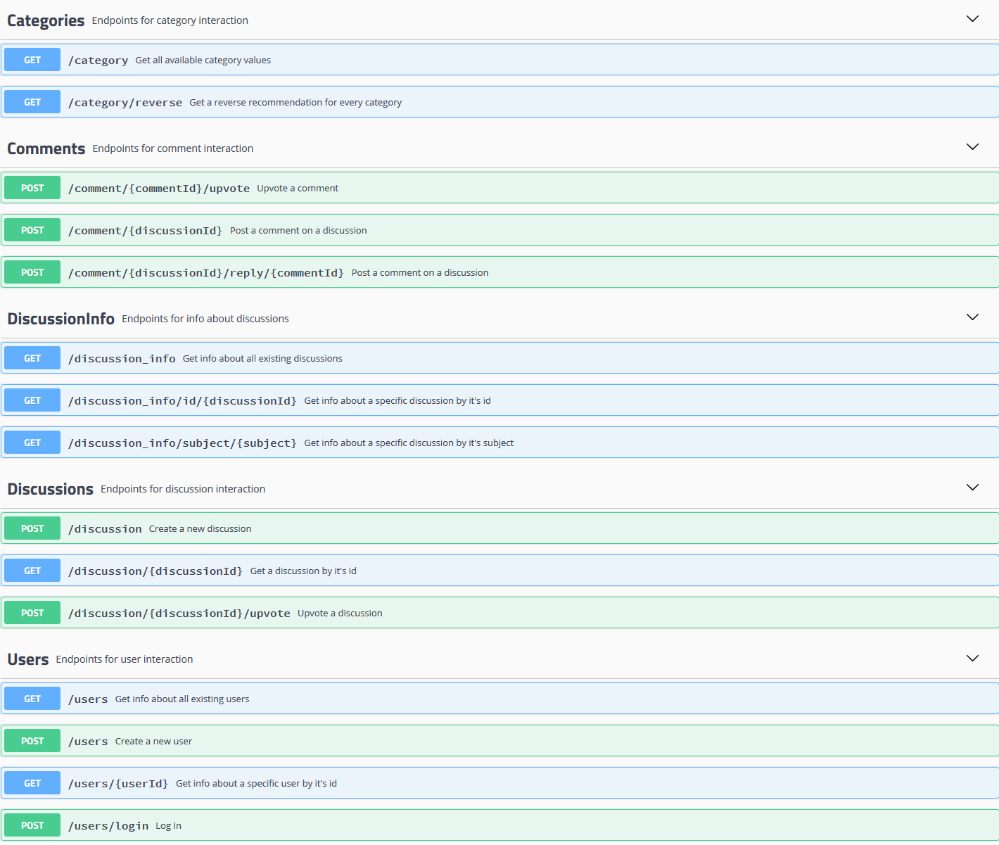 Categories Endpoints for category interaction
GET /category Get all available category values
GET /category/reverse Get a reverse recommendation for every category
Comments Endpoints for comment interaction
POST /comment/{commentId}/upvote Upvote a comment
POST /comment/{discussionId} Post a comment on a discussion
POST /comment/{discussionId}/reply/{commentId} Post a comment on a discussion
DiscussionInfo Endpoints for info about discussions
GET /discussion_info Get info about all existing discussions
GET /discussion_info/id/{discussionId} Get info about a specific discussion by it's id
GET /discussion_info/subject/{subject} Get info about a specific discussion by it's subject
Discussions Endpoints for discussion interaction
POST /discussion Create a new discussion
GET /discussion/{discussionId} Get a discussion by it's id
POST /discussion/{discussionId}/upvote Upvote a discussion
Users Endpoints for user interaction
GET /users Get info about all existing users
POST /users Create a new user
GET /users/{userId} Get info about a specific user by it's id
POST /users/login Log In